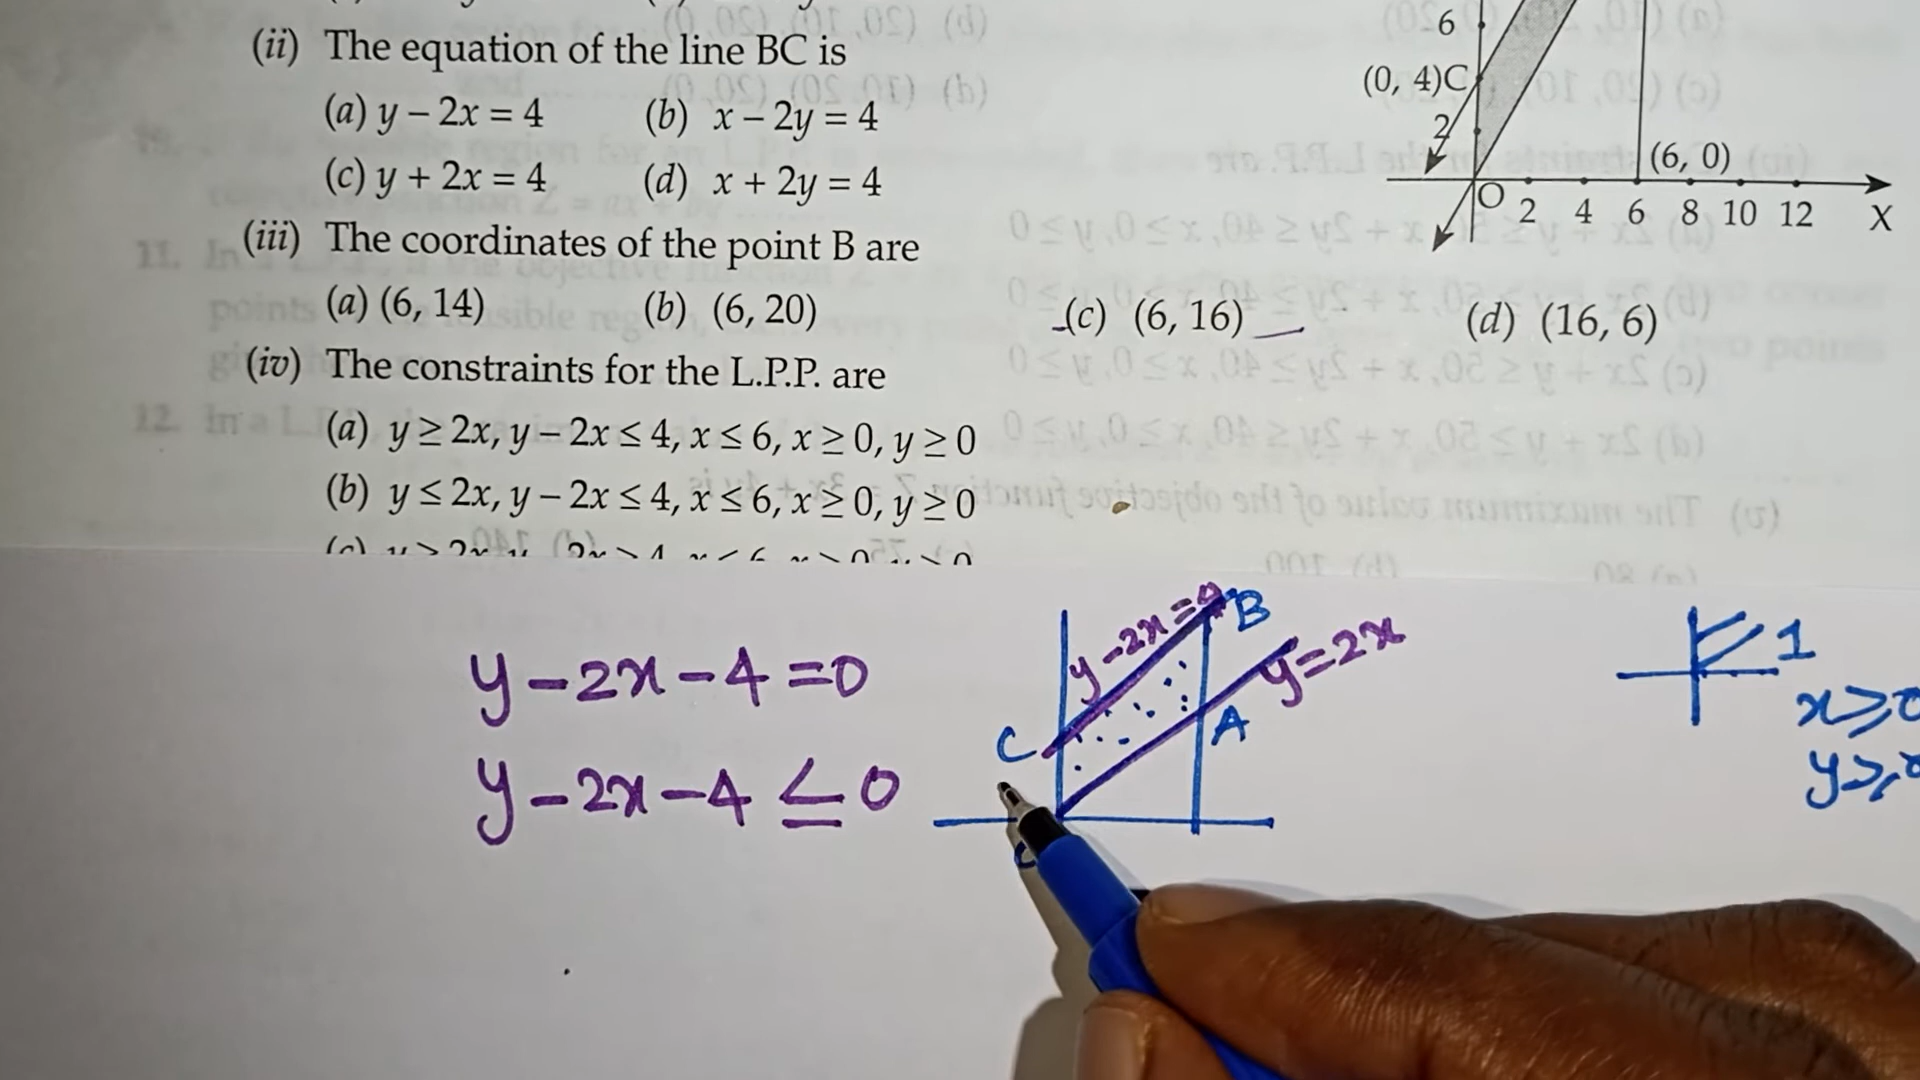 (ii) The equation of the line BC is
(a) y – 2x = 4 (b) x – 2y = 4
(c) y + 2x = 4 (d) x + 2y = 4
(iii) The coordinates of the point B are
(a) (6, 14) (b) (6, 20) (c) (6, 16) (d) (16, 6)
(iv) The constraints for the L.P.P. are
(a) y ≥ 2x, y – 2x ≤ 4, x ≤ 6, x ≥ 0, y ≥ 0
(b) y ≤ 2x, y – 2x ≤ 4, x ≤ 6, x ≥ 0, y ≥ 0
6
(0, 4)C
2
(6, 0)
O 2 4 6 8 10 12 X
y – 2x – 4 = 0
y – 2x – 4 ≤ 0
y – 2x = 4
B
y = 2x
C
A
1
x ≥
y ≥